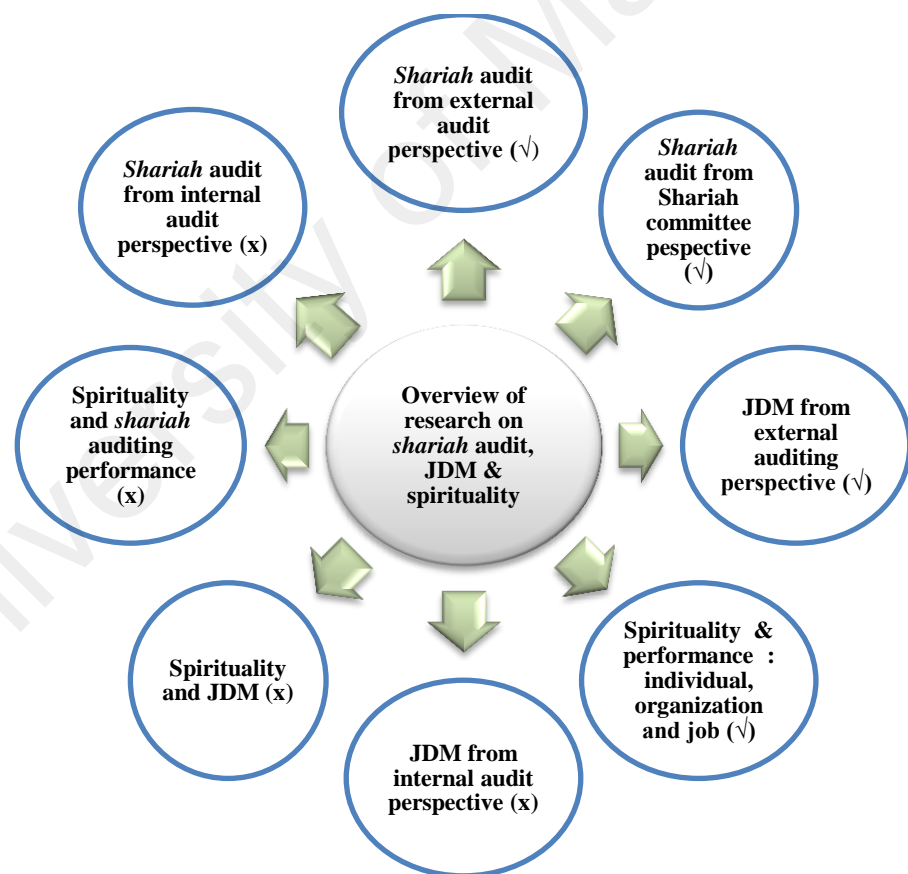 Shariah audit
from external
audit
perspective (√)
Shariah
audit from
Shariah
committee
pespective
(√)
JDM from
external
auditing
perspective (√)
Spirituality &
performance :
individual,
organization
and job (√)
JDM from
internal audit
perspective (x)
Spirituality
and JDM (x)
Spirituality
and shariah
auditing
performance
(x)
Shariah audit
from internal
audit
perspective (x)
Overview of
research on
shariah audit,
JDM &
spirituality